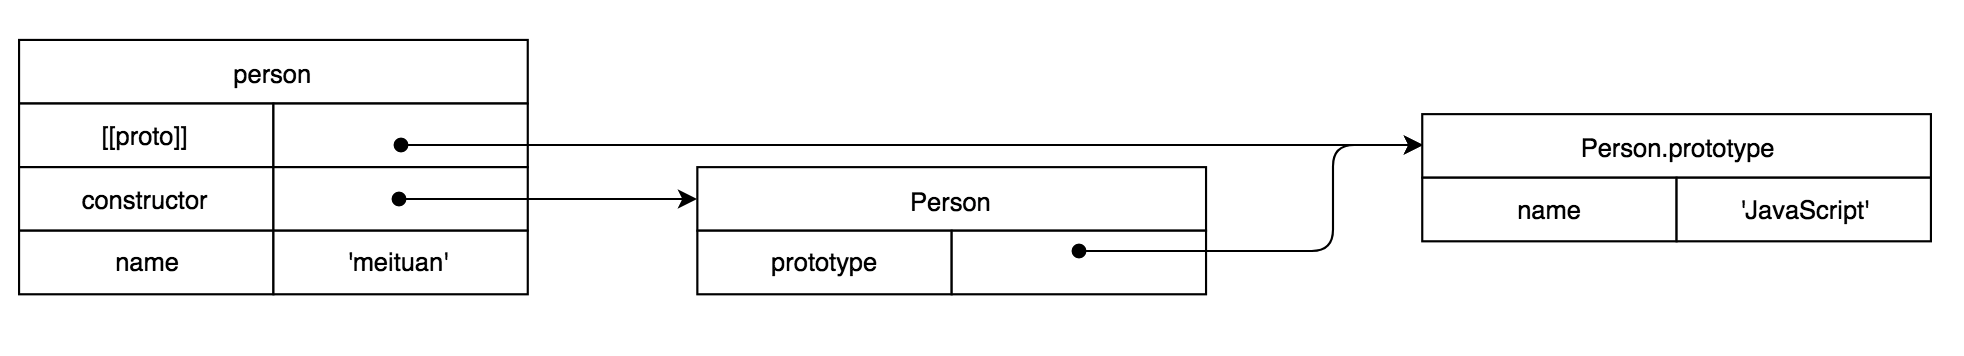 person
[[proto]]
constructor
name 'meituan'
Person
prototype
Person.prototype
name 'JavaScript'